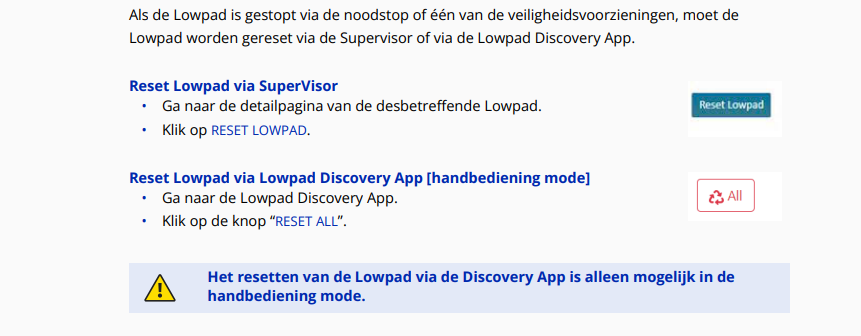 Als de Lowpad is gestopt via de noodstop of één van de veiligheidsvoorzieningen, moet de
Lowpad worden gereset via de Supervisor of via de Lowpad Discovery App.
Reset Lowpad via SuperVisor
• Ga naar de detailpagina van de desbetreffende Lowpad.
Reset Lowpad
• Klik op RESET LOWPAD.
Reset Lowpad via Lowpad Discovery App [handbediening mode]
• Ga naar de Lowpad Discovery App.
All
• Klik op de knop “RESET ALL”.
Het resetten van de Lowpad via de Discovery App is alleen mogelijk in de
handbediening mode.